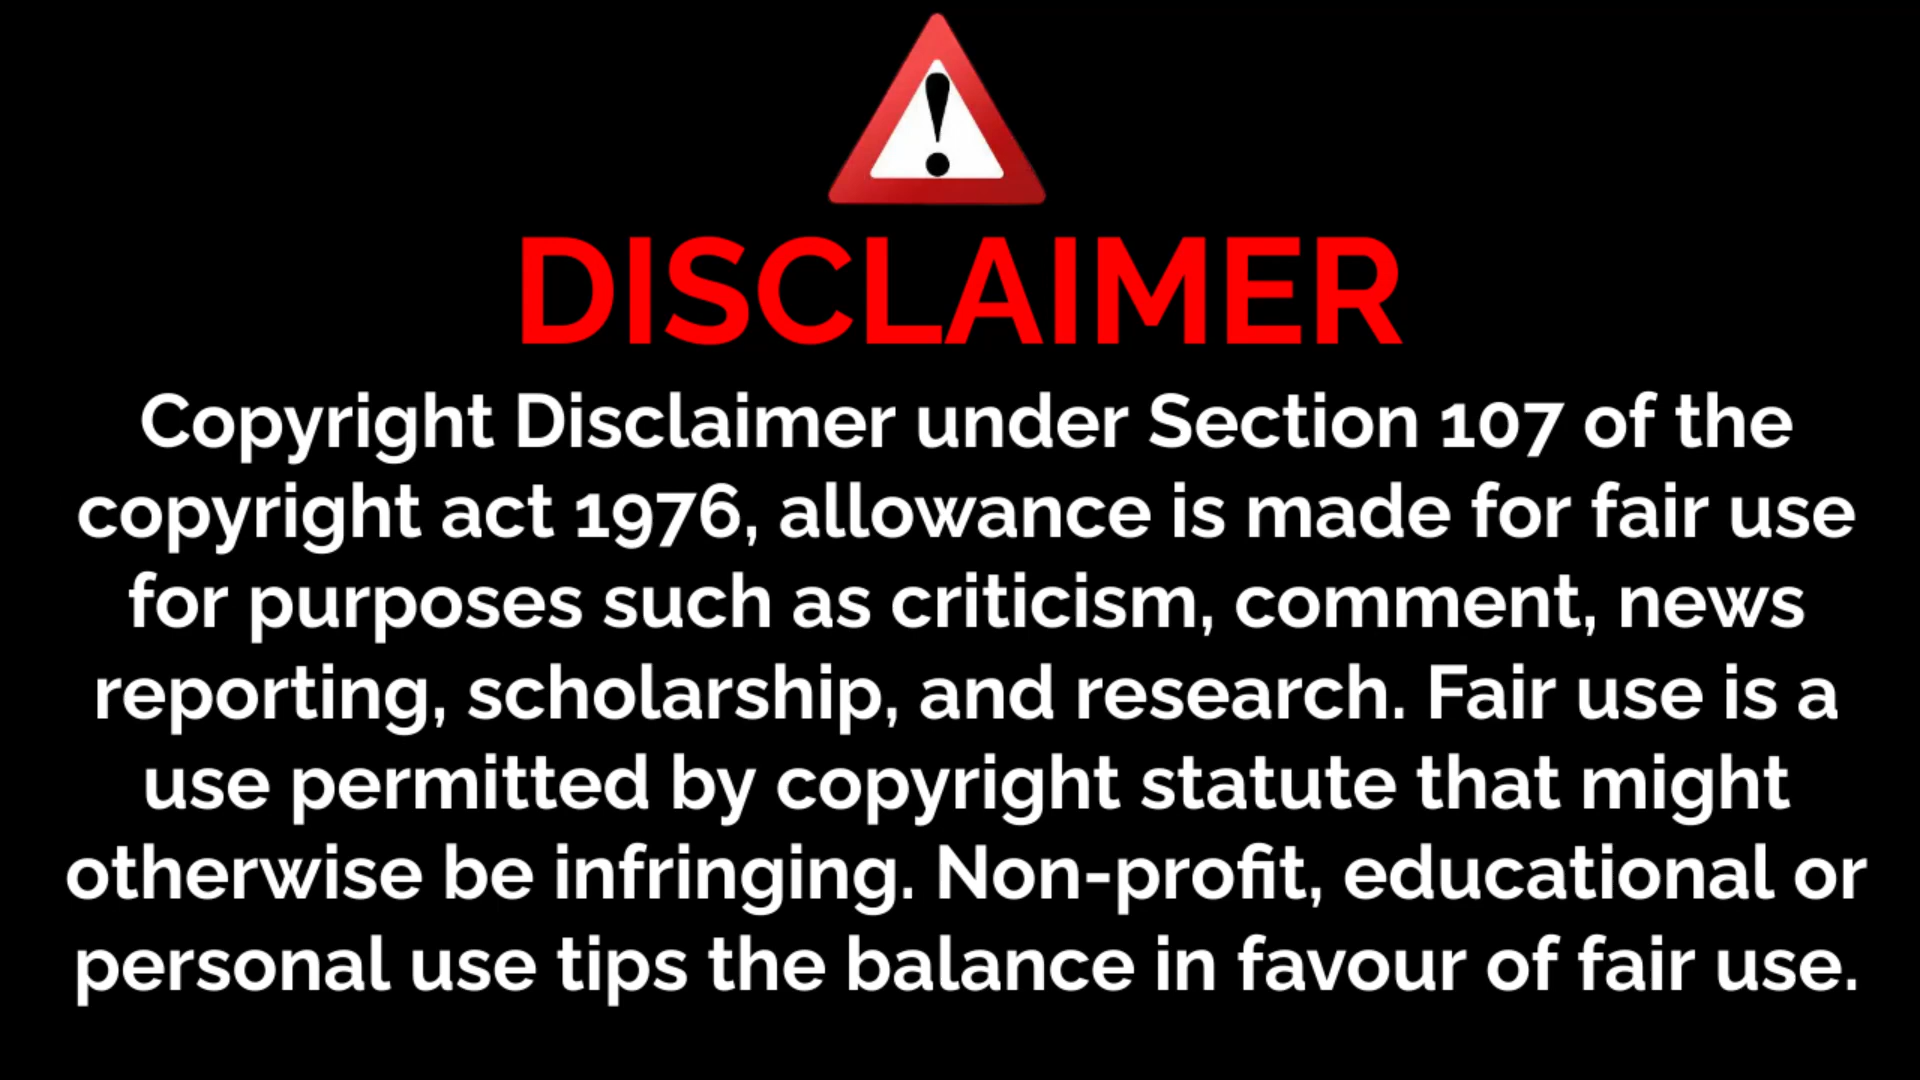 DISCLAIMER
Copyright Disclaimer under Section 107 of the
copyright act 1976, allowance is made for fair use
for purposes such as criticism, comment, news
reporting, scholarship, and research. Fair use is a
use permitted by copyright statute that might
otherwise be infringing. Non-profit, educational or
personal use tips the balance in favour of fair use.